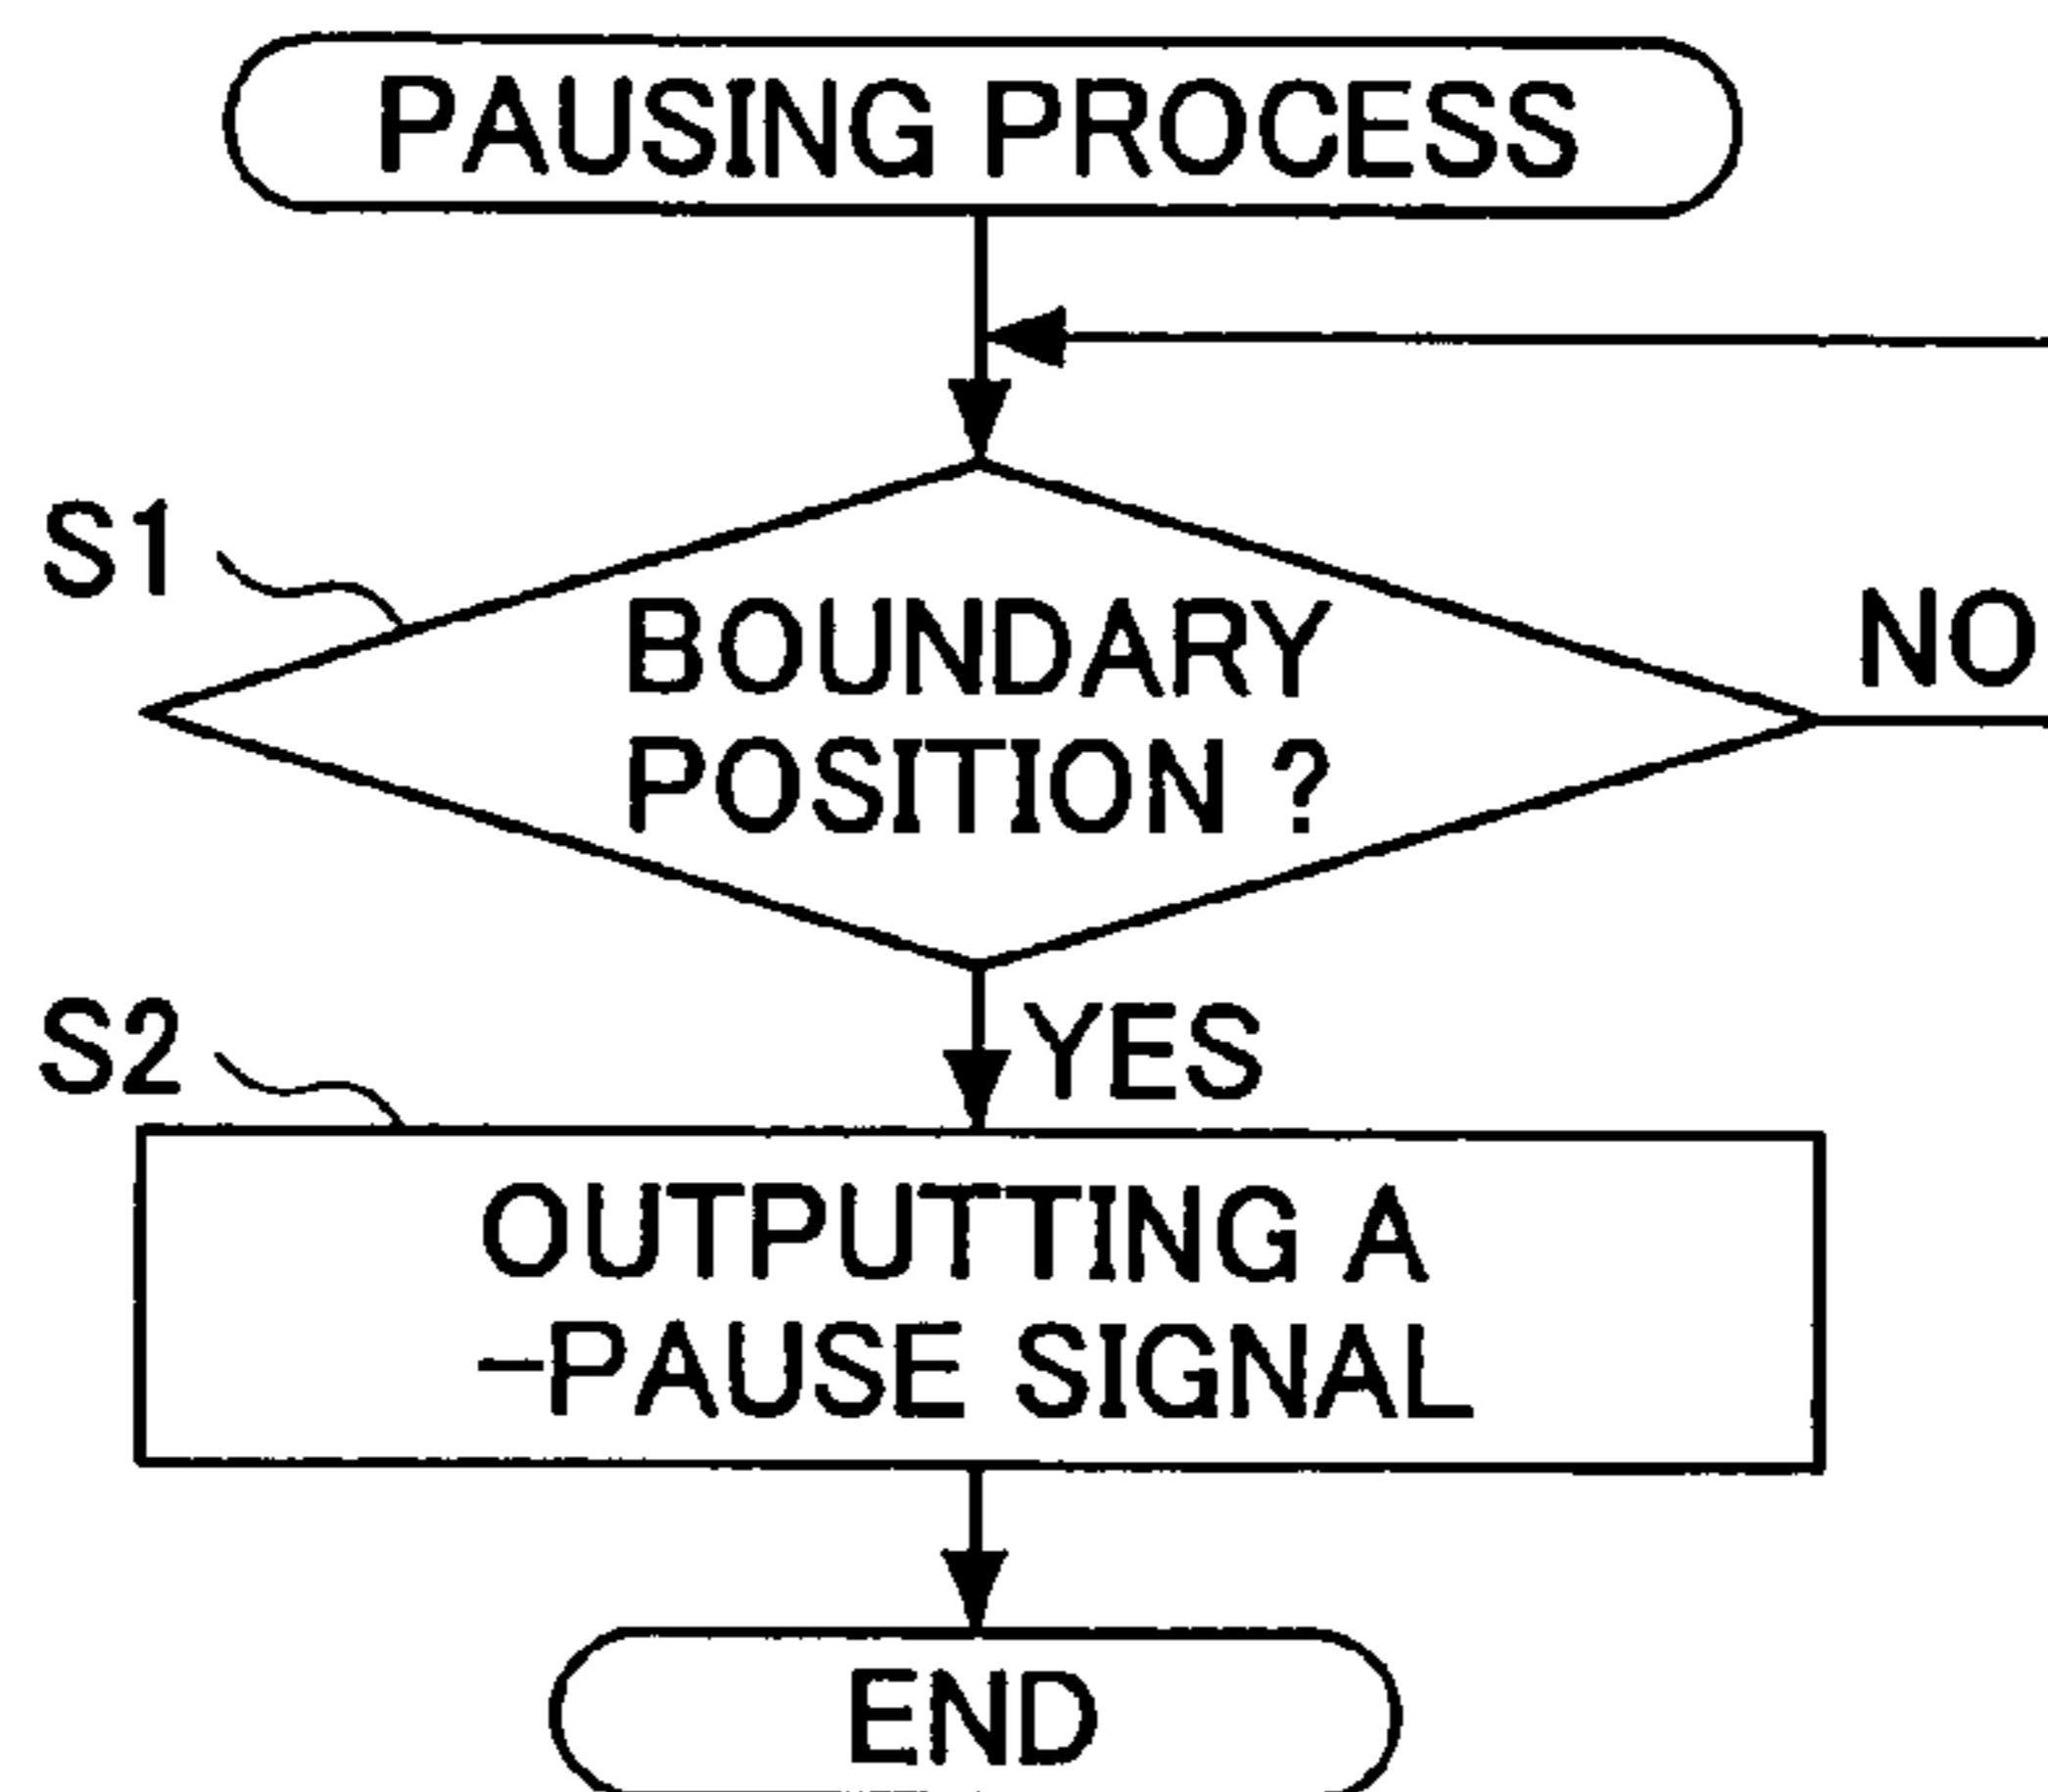 PAUSING PROCESS
S1
BOUNDARY
POSITION ?
NO
YES
S2
OUTPUTTING A
-PAUSE SIGNAL
END